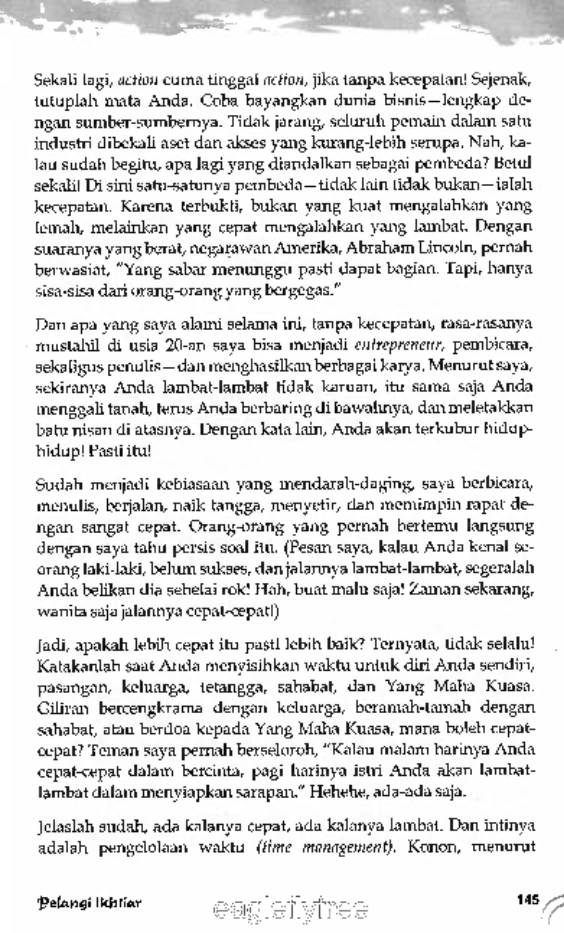 Sekali lagi, action cuma tinggal action, jika tanpa kecepatan! Sejenak,
tutuplah mata Anda. Coba bayangkan dunia bisnis—lengkap de-
ngan sumber-sumbernya. Tidak jarang, seluruh pemain dalam satu
industri dibekali aset dan akses yang kurang-lebih serupa. Nah, ka-
lau sudah begitu, apa lagi yang diandalkan sebagai pembeda? Betul
sekali! Di sini satu-satunya pembeda—tidak lain tidak bukan—ialah
kecepatan. Karena terbukti, bukan yang kuat mengalahkan yang
lemah, melainkan yang cepat mengalahkan yang lambat. Dengan
suaranya yang berat, negarawan Amerika, Abraham Lincoln, pernah
berwasiat, "Yang sabar menunggu pasti dapat bagian. Tapi, hanya
sisa-sisa dari orang-orang yang bergegas."
Dan apa yang saya alami selama ini, tanpa kecepatan, rasa-rasanya
mustahil di usia 20-an saya bisa menjadi entrepreneur, pembicara,
sekaligus penulis—dan menghasilkan berbagai karya. Menurut saya,
sekiranya Anda lambat-lambat tidak karuan, itu sama saja Anda
menggali tanah, terus Anda berbaring di bawahnya, dan meletakkan
batu nisan di atasnya. Dengan kata lain, Anda akan terkubur hidup-
hidup! Pasti itu!
Sudah menjadi kebiasaan yang mendarah-daging, saya berbicara,
menulis, berjalan, naik tangga, menyetir, dan memimpin rapat de-
ngan sangat cepat. Orang-orang yang pernah bertemu langsung
dengan saya tahu persis soal itu. (Pesan saya, kalau Anda kenal se-
orang laki-laki, belum sukses, dan jalannya lambat-lambat, segeralah
Anda belikan dia sehelai rok! Hah, buat malu saja! Zaman sekarang,
wanita saja jalannya cepat-cepat!)
Jadi, apakah lebih cepat itu pasti lebih baik? Ternyata, tidak selalu!
Katakanlah saat Anda menyisihkan waktu untuk diri Anda sendiri,
pasangan, keluarga, tetangga, sahabat, dan Yang Maha Kuasa.
Giliran bercengkrama dengan keluarga, beramah-tamah dengan
sahabat, atau berdoa kepada Yang Maha Kuasa, mana boleh cepat-
cepat? Teman saya pernah berseloroh, "Kalau malam harinya Anda
cepat-cepat dalam bercinta, pagi harinya istri Anda akan lambat-
lambat dalam menyiapkan sarapan." Hehehe, ada-ada saja.
Jelaslah sudah, ada kalanya cepat, ada kalanya lambat. Dan intinya
adalah pengelolaan waktu (time management). Konon, menurut
Pelangi Ikhtiar
eagleflytree
145